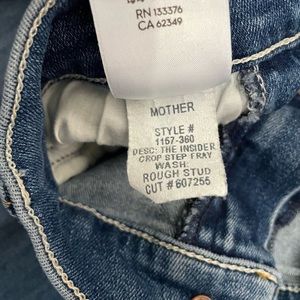 RN 133376
CA 62349
MOTHER
STYLE #
1157-360
DESC: THE INSIDER
CROP STEP FRAY
WASH:
ROUGH STUD
CUT #607255